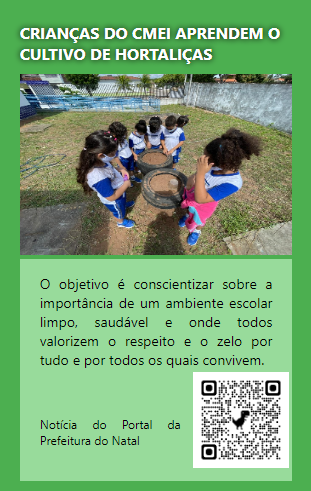 CRIANÇAS DO CMEI APRENDEM O
CULTIVO DE HORTALIÇAS
O objetivo é conscientizar sobre a
importância de um ambiente escolar
limpo, saudável e onde todos
valorizem o respeito e o zelo por
tudo e por todos os quais convivem.
Notícia do Portal da
Prefeitura do Natal